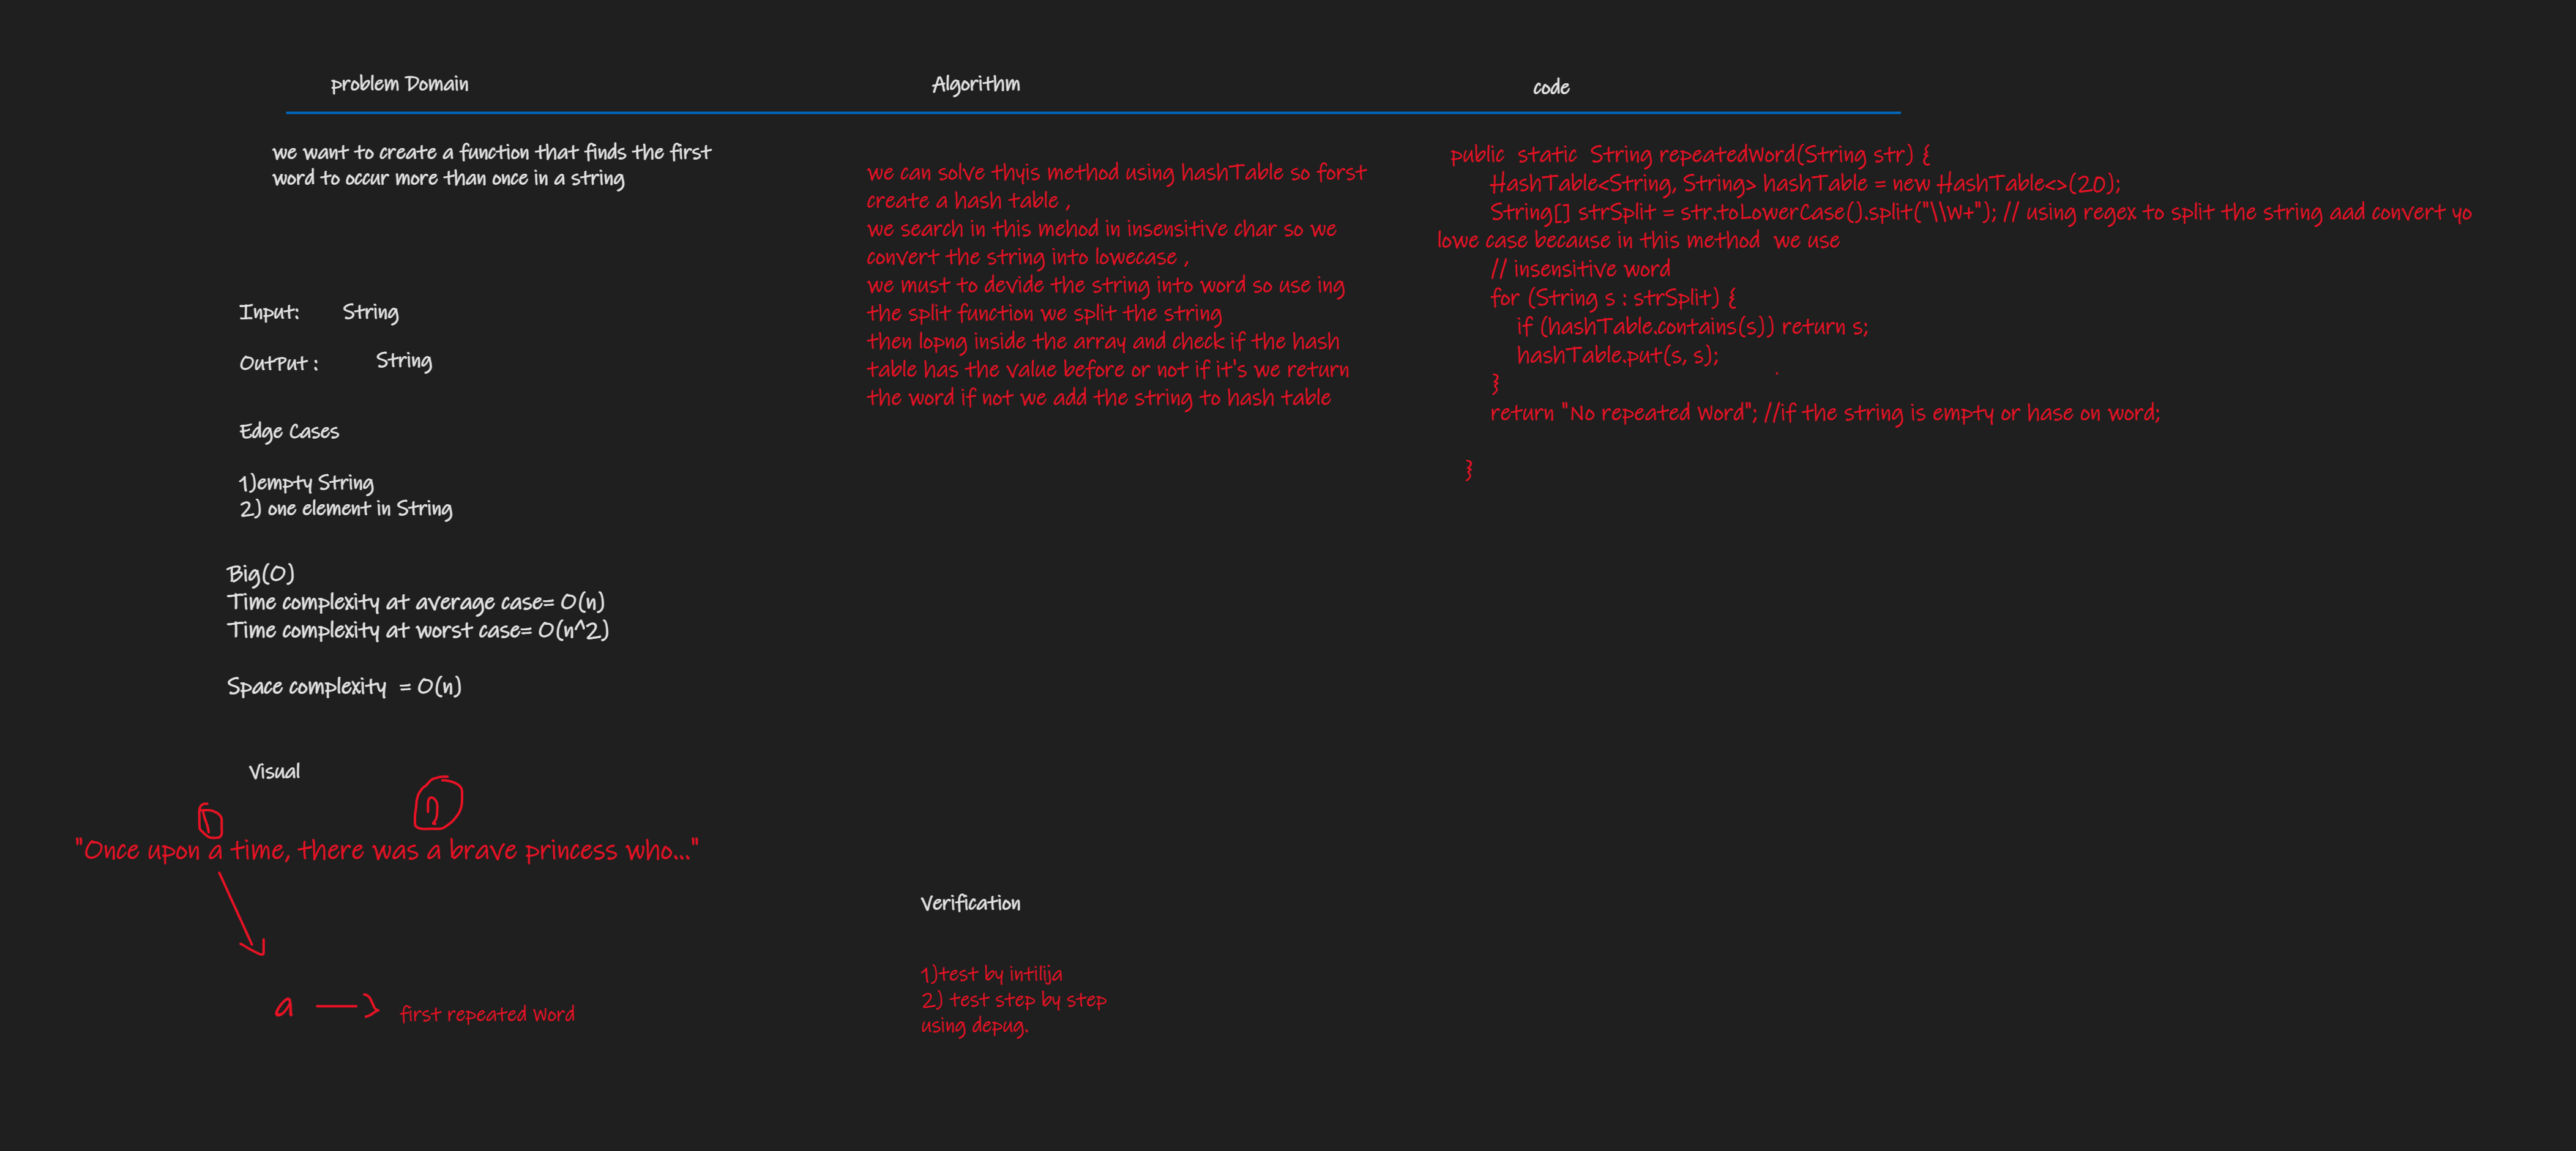 problem Domain
we want to create a function that finds the first
word to occur more than once in a string
Input: String
OutPut : String
Edge Cases
1)empty String
2) one element in String
Big(O)
Time complexity at average case= O(n)
Time complexity at worst case= O(n^2)
Space complexity = O(n)
Visual
"Once upon a time, there was a brave princess who..."
a
first repeated Word
Algorithm
we can solve thyis method using hashTable so forst
create a hash table ,
we search in this mehod in insensitive char so we
convert the string into lowecase ,
we must to devide the string into word so use ing
the split function we split the string
then lopng inside the array and check if the hash
table has the value before or not if it's we return
the word if not we add the string to hash table
Verification
1)test by intilija
2) test step by step
using depug.
code
public static String repeatedWord(String str) {
HashTable<String, String> hashTable = new HashTable<>(20);
String[] strSplit = str.toLowerCase().split("\\W+"); // using regex to split the string aad convert yo
lowe case because in this method we use
// insensitive word
for (String s : strSplit) {
if (hashTable.contains(s)) return s;
hashTable.put(s, s);
}
return "No repeated Word"; //if the string is empty or hase on word;
}